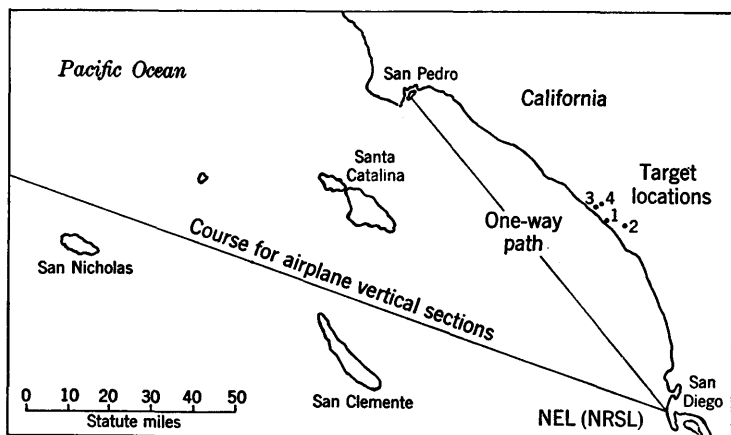 Pacific Ocean
San Pedro
California
Santa
Catalina
Target
locations
3 4
1
2
One-way
path
Course for airplane vertical sections
San Nicholas
San Clemente
San
Diego
NEL (NRSL)
0 10 20 30 40 50
Statute miles